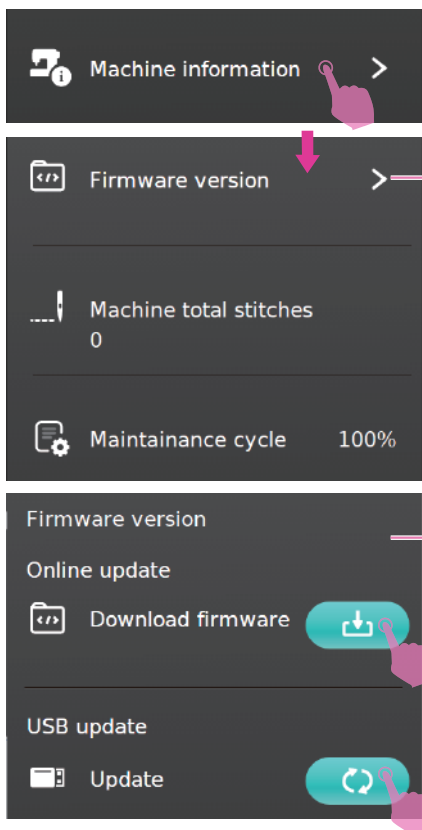 Machine information
Firmware version
Machine total stitches
0
Maintainance cycle 100%
Firmware version
Online update
Download firmware
USB update
Update